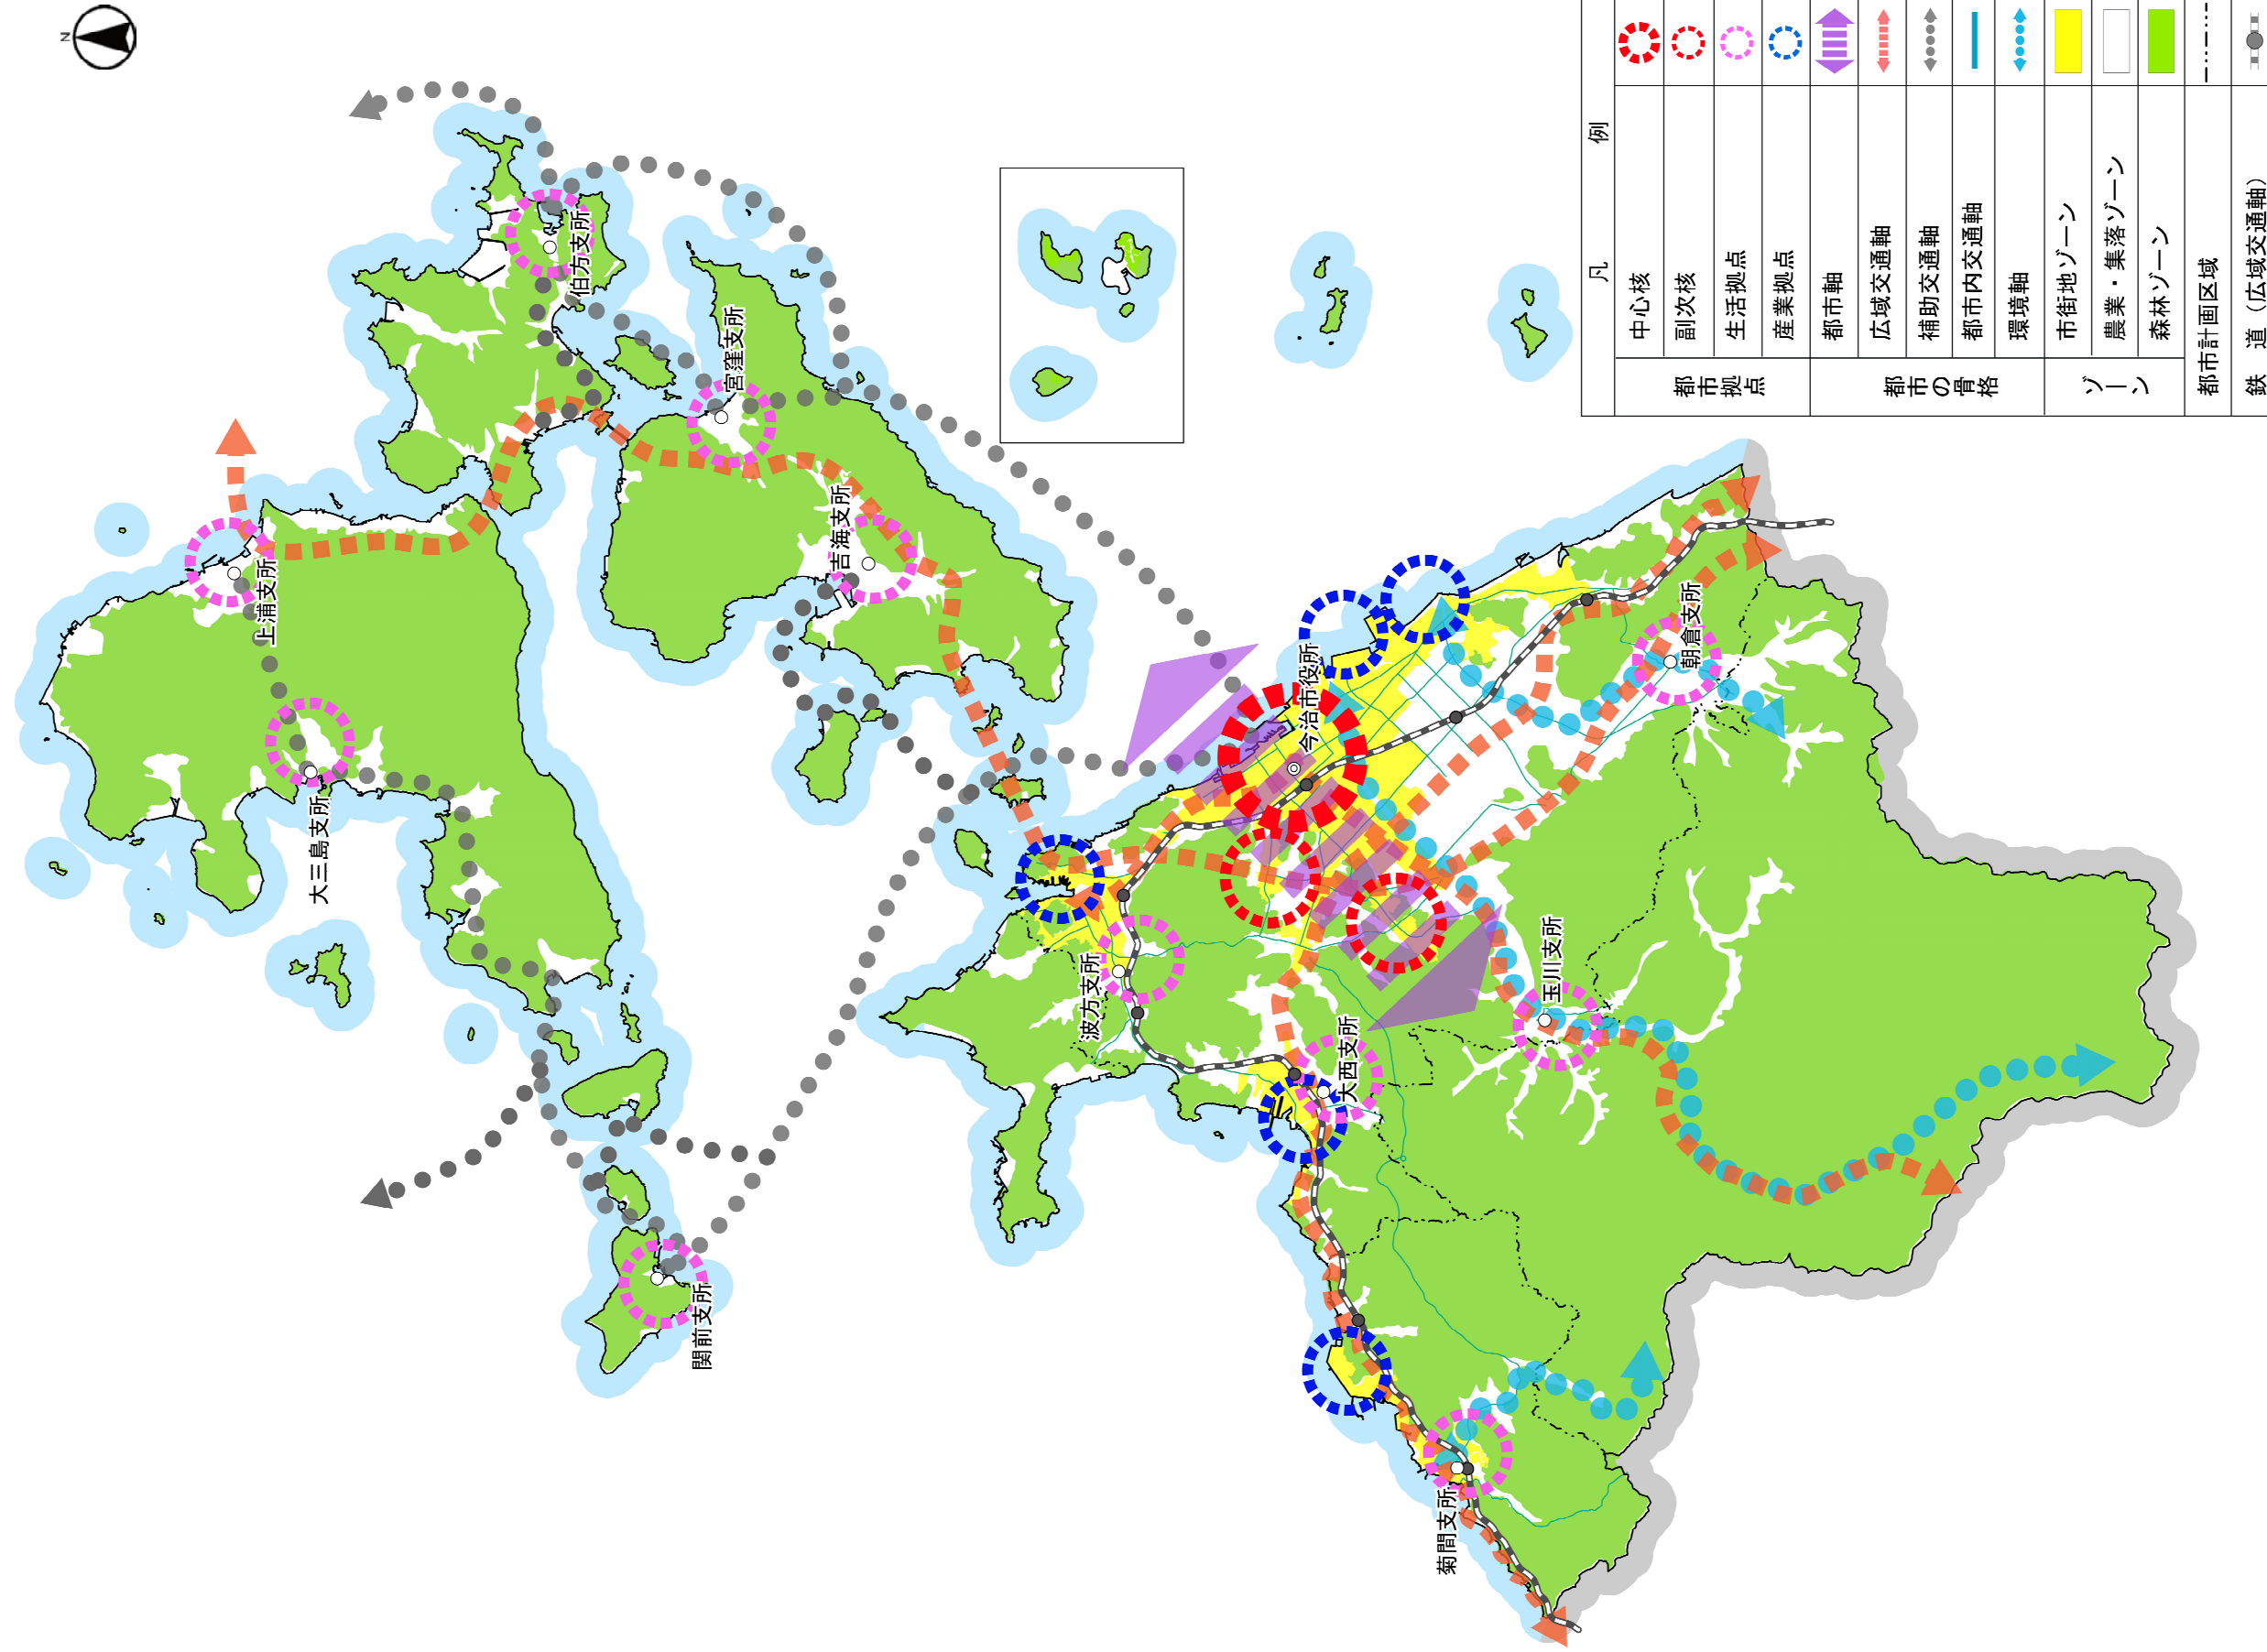 N
上浦支所
大三島支所
伯方支所
宮窪支所
吉海支所
関前支所
今治市役所
波方支所
大西支所
朝倉支所
玉川支所
菊間支所
凡 例
都市拠点
中心核
副次核
生活拠点
産業拠点
都市の骨格
都市軸
広域交通軸
補助交通軸
都市内交通軸
環境軸
ゾーン
市街地ゾーン
農業・集落ゾーン
森林ゾーン
都市計画区域
鉄 道（広域交通軸）